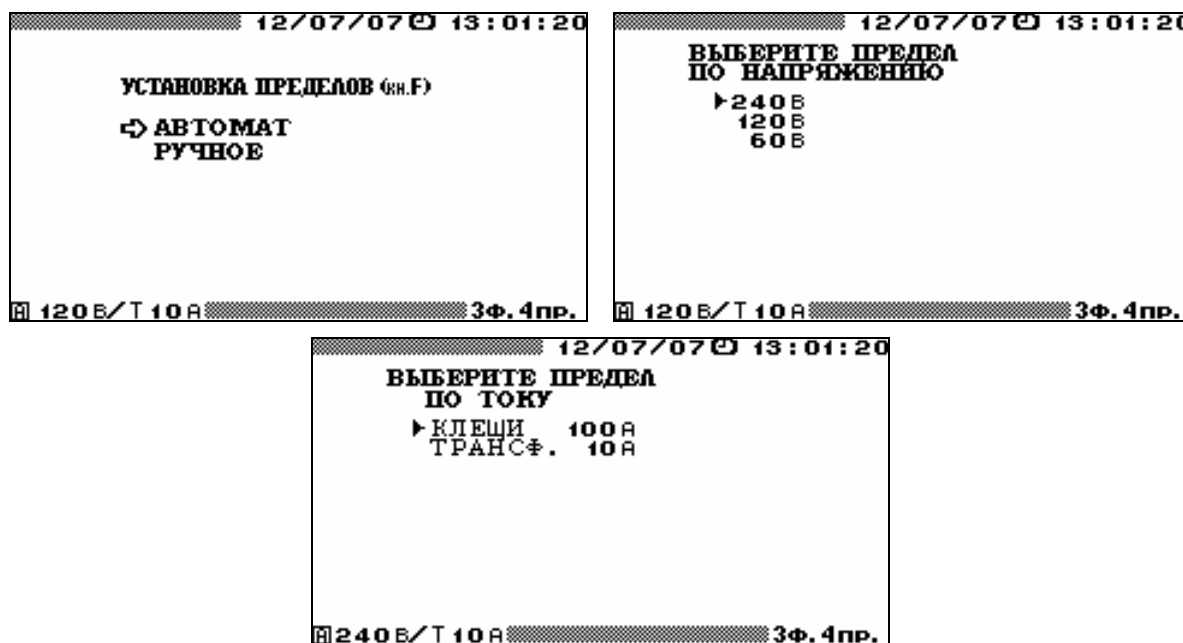 12/07/07 13:01:20
УСТАНОВКА ПРЕДЕЛОВ (кн.F)
АВТОМАТ
РУЧНОЕ
А 120В/Т10А 3ф.4пр.
12/07/07 13:01:20
ВЫБЕРИТЕ ПРЕДЕЛ
ПО НАПРЯЖЕНИЮ
240В
120В
60В
А 120В/Т10А 3ф.4пр.
12/07/07 13:01:20
ВЫБЕРИТЕ ПРЕДЕЛ
ПО ТОКУ
КЛЕЩИ 100А
ТРАНСФ. 10А
А 240В/Т10А 3ф.4пр.